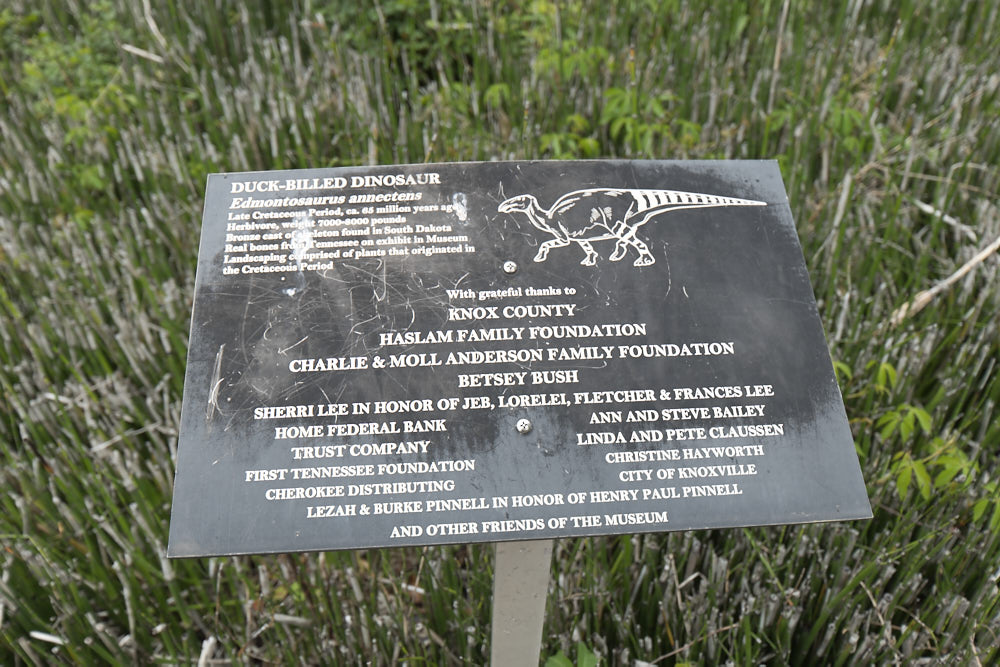 DUCK-BILLED DINOSAUR
Edmontosaurus annectens
Late Cretaceous Period, ca. 65 million years ago
Herbivore, weight 7000-8000 pounds
Bronze cast of skeleton found in South Dakota
Real bones from Tennessee on exhibit in Museum
Landscaping comprised of plants that originated in
the Cretaceous Period
With grateful thanks to
KNOX COUNTY
HASLAM FAMILY FOUNDATION
CHARLIE & MOLL ANDERSON FAMILY FOUNDATION
BETSEY BUSH
SHERRI LEE IN HONOR OF JEB, LORELEI, FLETCHER & FRANCES LEE
HOME FEDERAL BANK
TRUST COMPANY
FIRST TENNESSEE FOUNDATION
CHEROKEE DISTRIBUTING
ANN AND STEVE BAILEY
LINDA AND PETE CLAUSSEN
CHRISTINE HAYWORTH
CITY OF KNOXVILLE
LEZAH & BURKE PINNELL IN HONOR OF HENRY PAUL PINNELL
AND OTHER FRIENDS OF THE MUSEUM